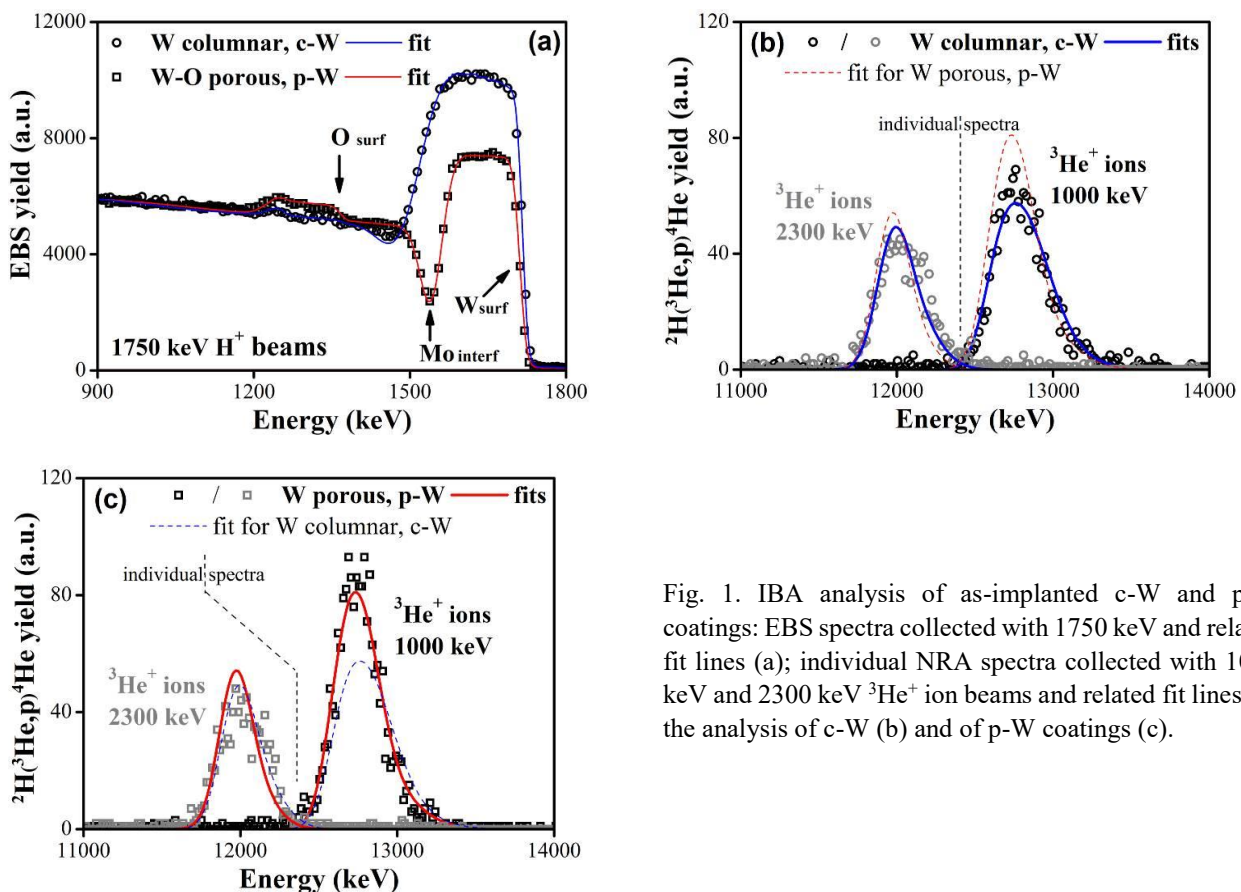 12000
W columnar, c-W fit (a)
W-O porous, p-W fit
8000
4000
0
EBS yield (a.u.)
O surf
W surf
Mo interf
1750 keV H+ beams
900 1200 1500 1800
Energy (keV)
120
(b) / W columnar, c-W fits
fit for W porous, p-W
individual spectra
80
40
0
2H(3He,p)4He yield (a.u.)
3He+ ions
1000 keV
3He+ ions
2300 keV
11000 12000 13000 14000
Energy (keV)
120
(c) / W porous, p-W fits
fit for W columnar, c-W
individual spectra
80
40
0
2H(3He,p)4He yield (a.u.)
3He+ ions
1000 keV
3He+ ions
2300 keV
11000 12000 13000 14000
Energy (keV)
Fig. 1. IBA analysis of as-implanted c-W and p
coatings: EBS spectra collected with 1750 keV and rela
fit lines (a); individual NRA spectra collected with 10
keV and 2300 keV 3He+ ion beams and related fit lines
the analysis of c-W (b) and of p-W coatings (c).